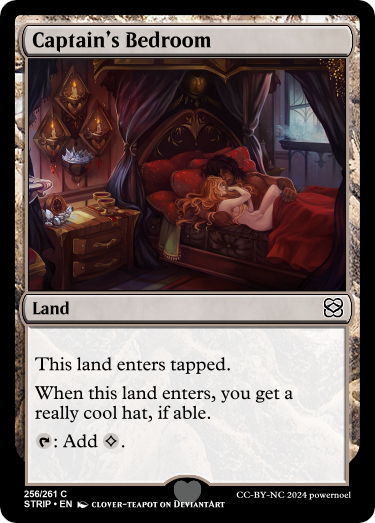 Captain's Bedroom
Land
This land enters tapped.
When this land enters, you get a
really cool hat, if able.
: Add .
256/261 C
STRIP • EN CLOVER-TEAPOT ON DEVIANTART
CC-BY-NC 2024 powernoel